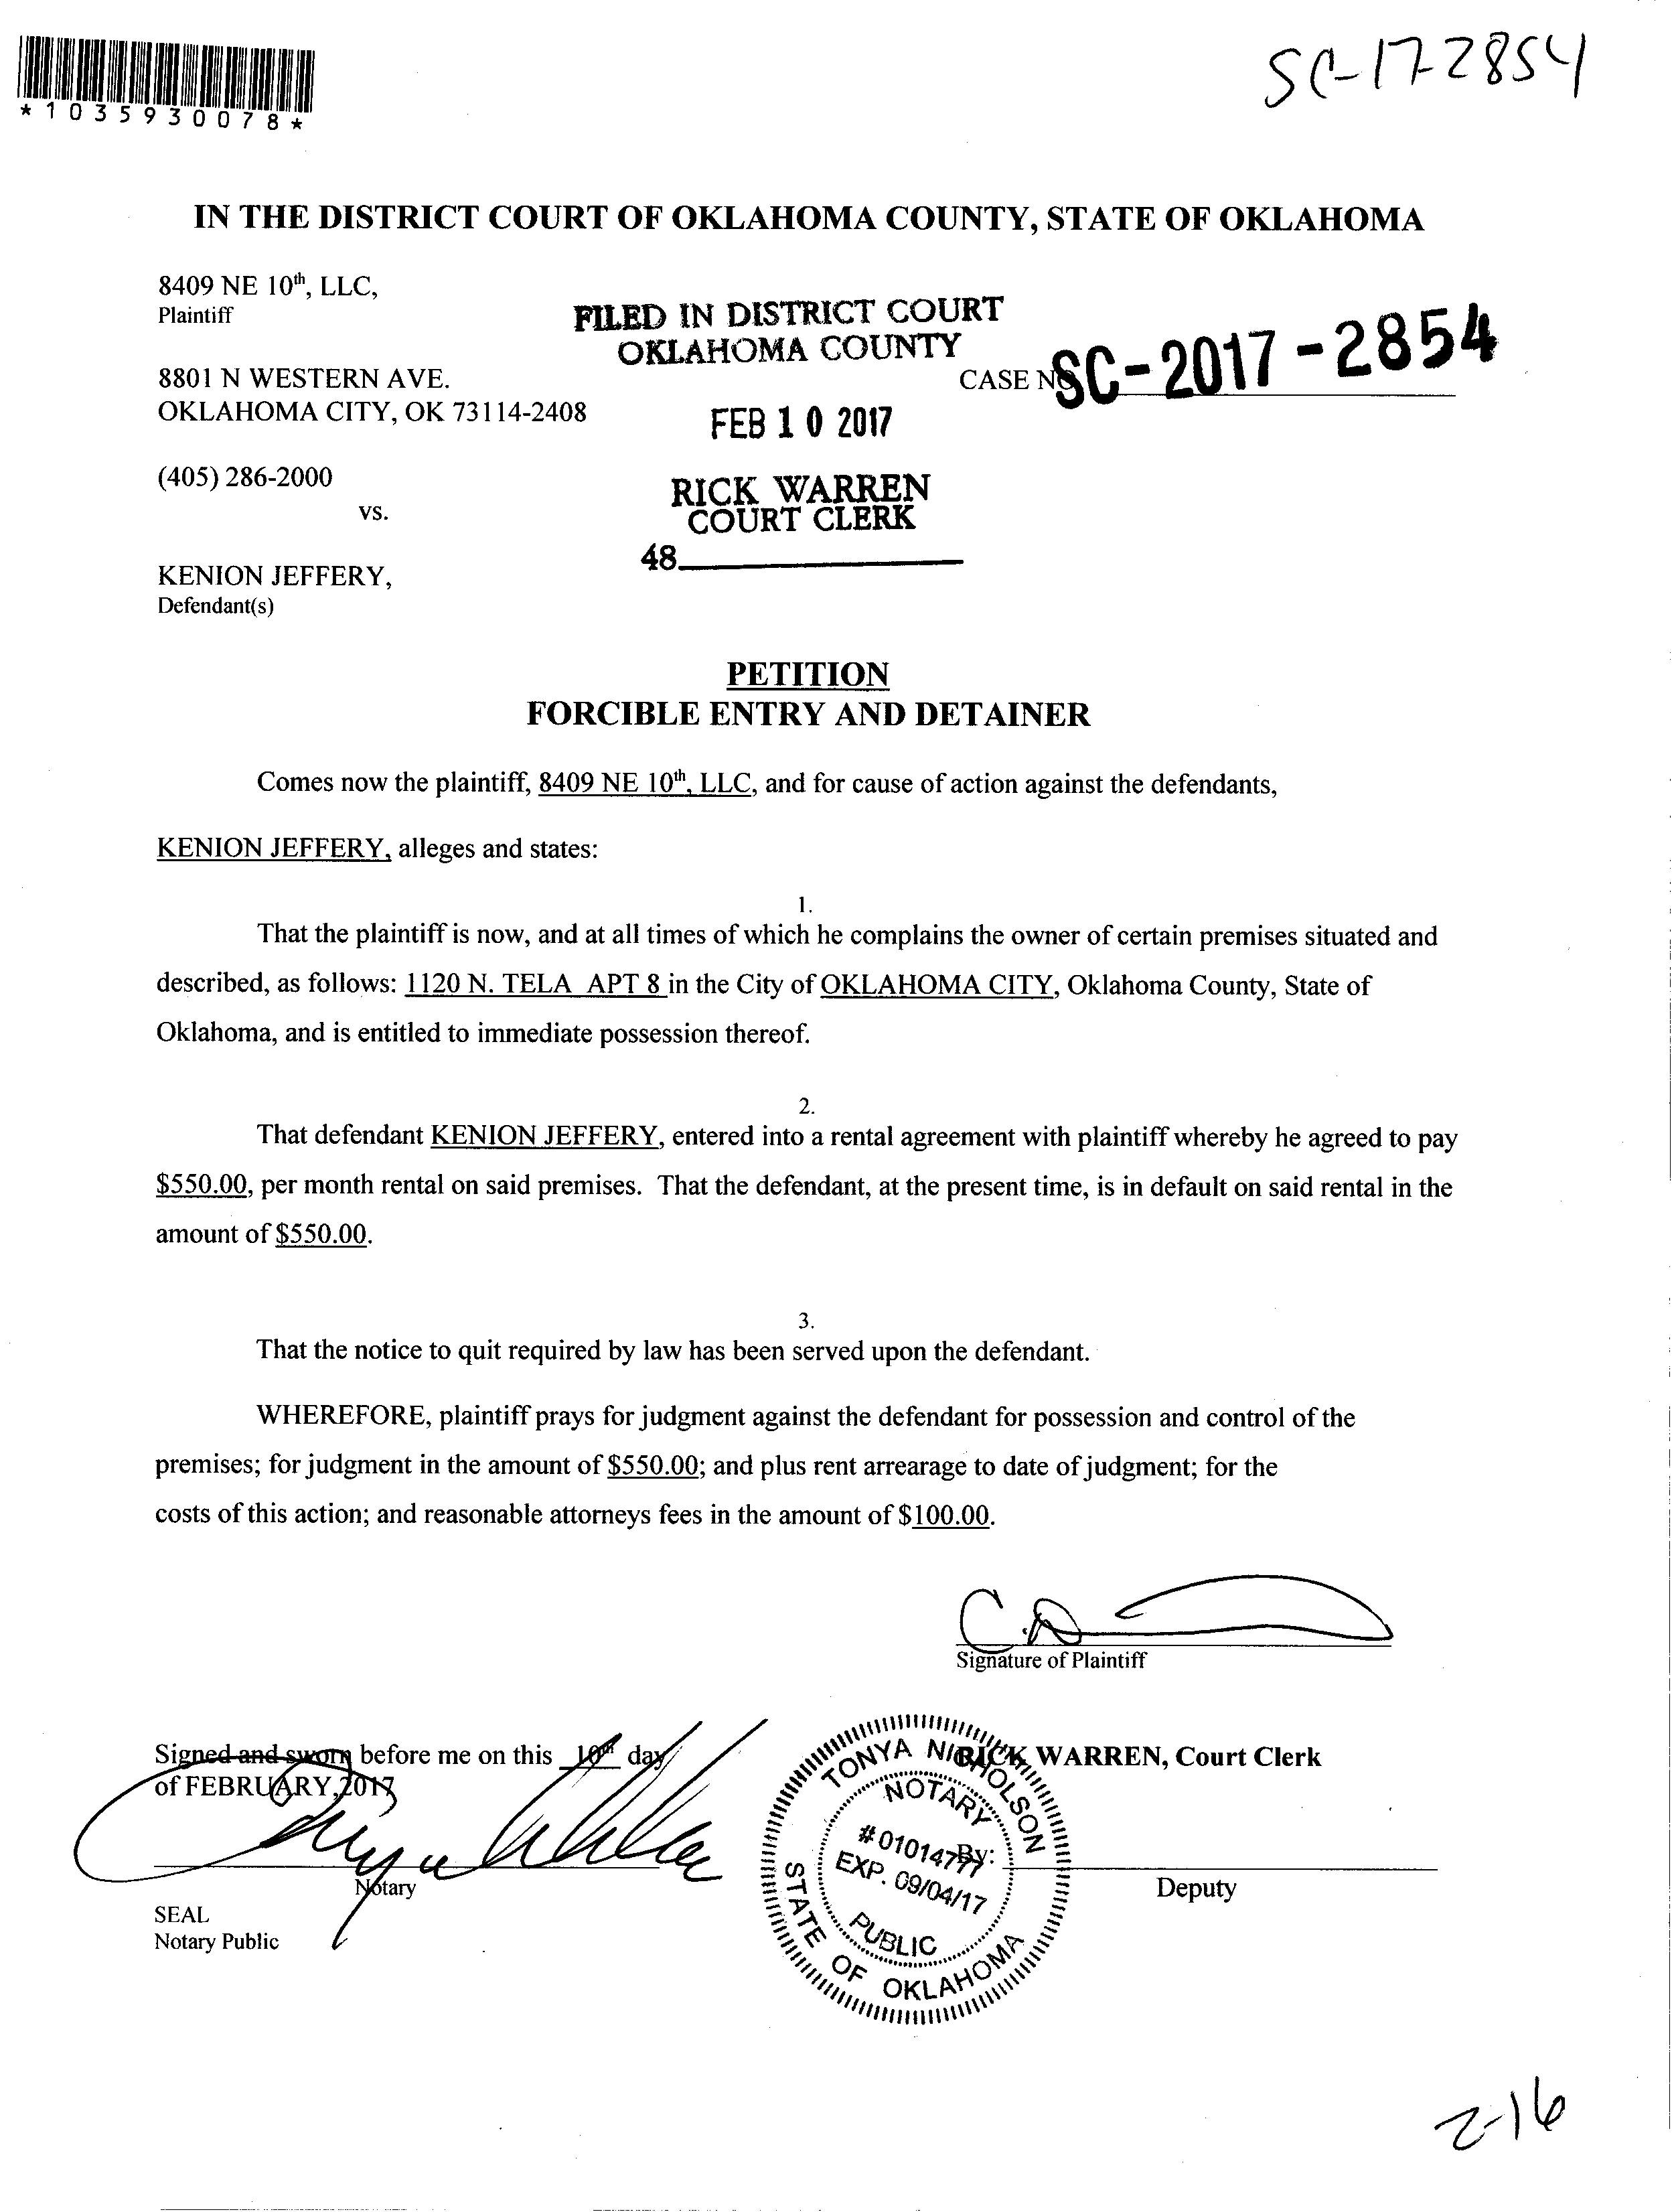 *1035930078*
SC-17-2854
IN THE DISTRICT COURT OF OKLAHOMA COUNTY, STATE OF OKLAHOMA
8409 NE 10th, LLC,
Plaintiff
FILED IN DISTRICT COURT
OKLAHOMA COUNTY
8801 N WESTERN AVE.
OKLAHOMA CITY, OK 73114-2408
CASE NO SC-2017-2854
FEB 10 2017
(405) 286-2000
vs.
RICK WARREN
COURT CLERK
48
KENION JEFFERY,
Defendant(s)
PETITION
FORCIBLE ENTRY AND DETAINER
Comes now the plaintiff, 8409 NE 10th, LLC, and for cause of action against the defendants,
KENION JEFFERY, alleges and states:
1.
That the plaintiff is now, and at all times of which he complains the owner of certain premises situated and
described, as follows: 1120 N. TELA APT 8 in the City of OKLAHOMA CITY, Oklahoma County, State of
Oklahoma, and is entitled to immediate possession thereof.
2.
That defendant KENION JEFFERY, entered into a rental agreement with plaintiff whereby he agreed to pay
$550.00, per month rental on said premises. That the defendant, at the present time, is in default on said rental in the
amount of $550.00.
3.
That the notice to quit required by law has been served upon the defendant.
WHEREFORE, plaintiff prays for judgment against the defendant for possession and control of the
premises; for judgment in the amount of $550.00; and plus rent arrearage to date of judgment; for the
costs of this action; and reasonable attorneys fees in the amount of $100.00.
Signature of Plaintiff
Signed and sworn before me on this 10th day
of FEBRUARY, 2017
RICK WARREN, Court Clerk
TONYA NICHOLSON
NOTARY
#01014777
EXP. 09/04/17
PUBLIC
STATE OF OKLAHOMA
By:
Notary
Deputy
SEAL
Notary Public
2-16